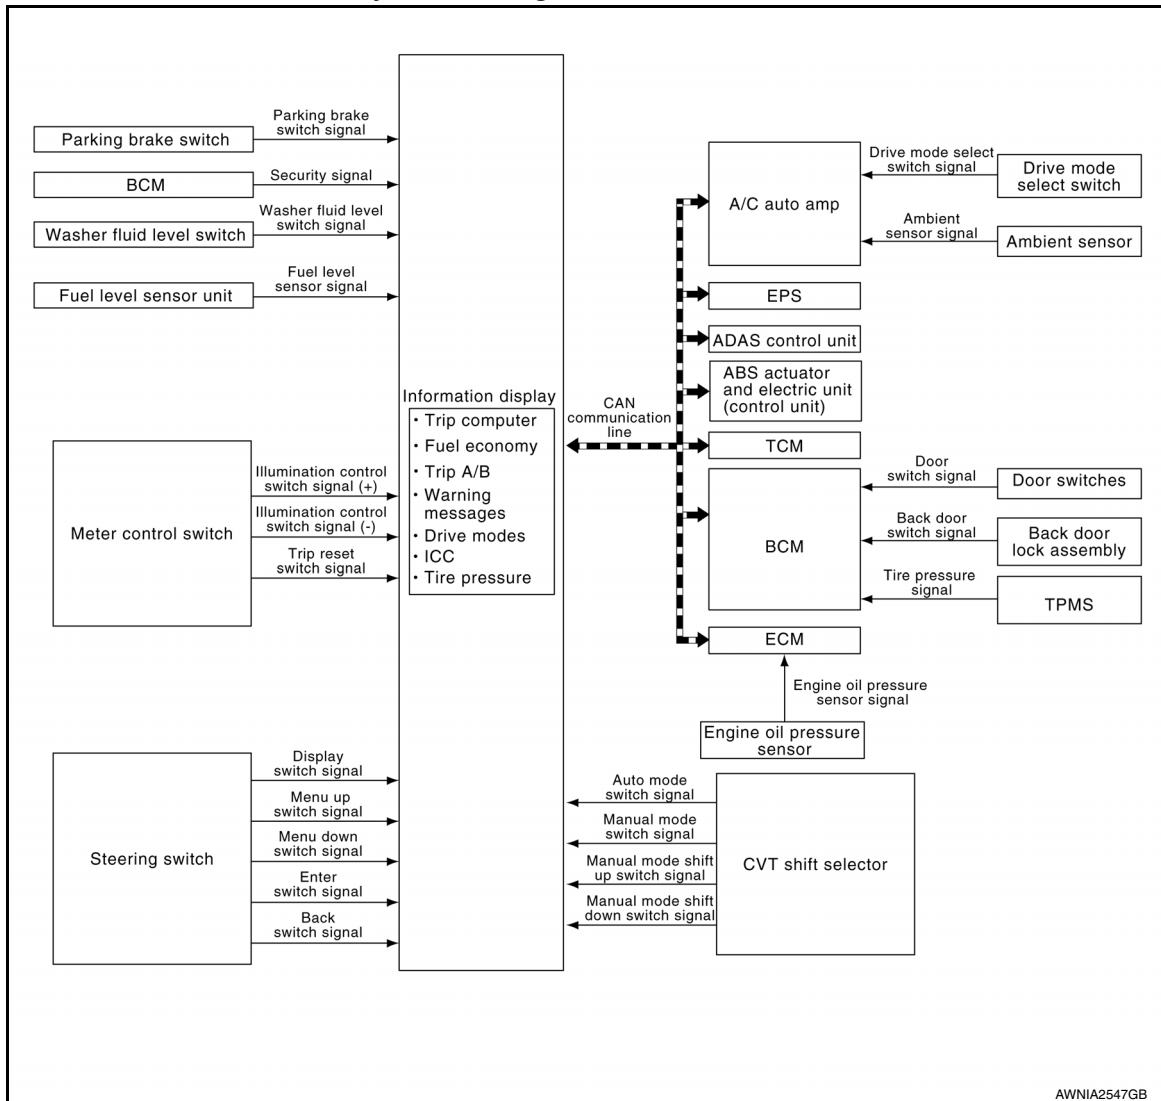 Parking brake
switch signal
Parking brake switch
Security signal
BCM
Washer fluid level
switch signal
Washer fluid level switch
Fuel level
sensor signal
Fuel level sensor unit
Meter control switch
Illumination control
switch signal (+)
Illumination control
switch signal (-)
Trip reset
switch signal
Steering switch
Display
switch signal
Menu up
switch signal
Menu down
switch signal
Enter
switch signal
Back
switch signal
Information display
· Trip computer
· Fuel economy
· Trip A/B
· Warning
messages
· Drive modes
· ICC
· Tire pressure
CAN
communication
line
A/C auto amp
Drive mode select
switch signal
Drive mode
select switch
Ambient
sensor signal
Ambient sensor
EPS
ADAS control unit
ABS actuator
and electric unit
(control unit)
TCM
BCM
Door
switch signal
Door switches
Back door
switch signal
Back door
lock assembly
Tire pressure
signal
TPMS
ECM
Engine oil pressure
sensor signal
Engine oil pressure
sensor
Auto mode
switch signal
Manual mode
switch signal
Manual mode shift
up switch signal
Manual mode shift
down switch signal
CVT shift selector
AWNIA2547GB